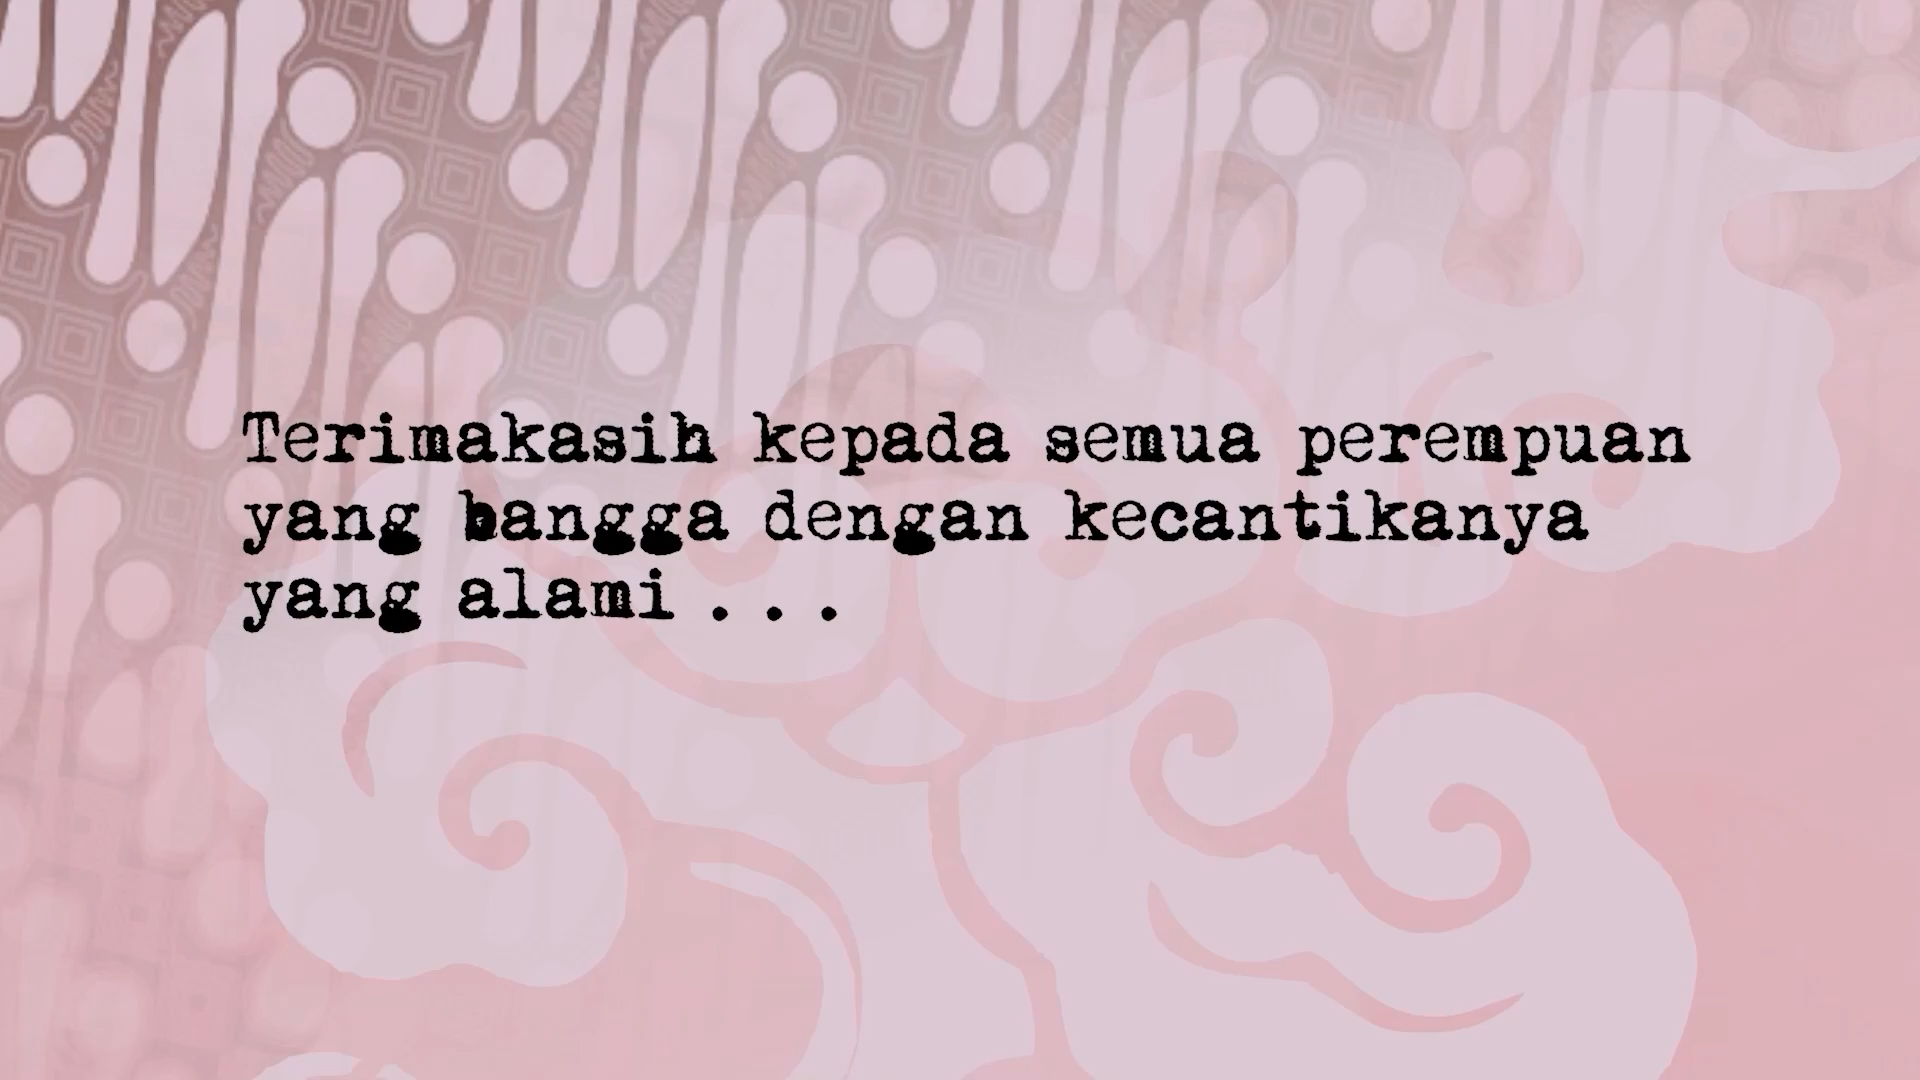 Terimakasih kepada semua perempuan
yang bangga dengan kecantikanya
yang alami . . .